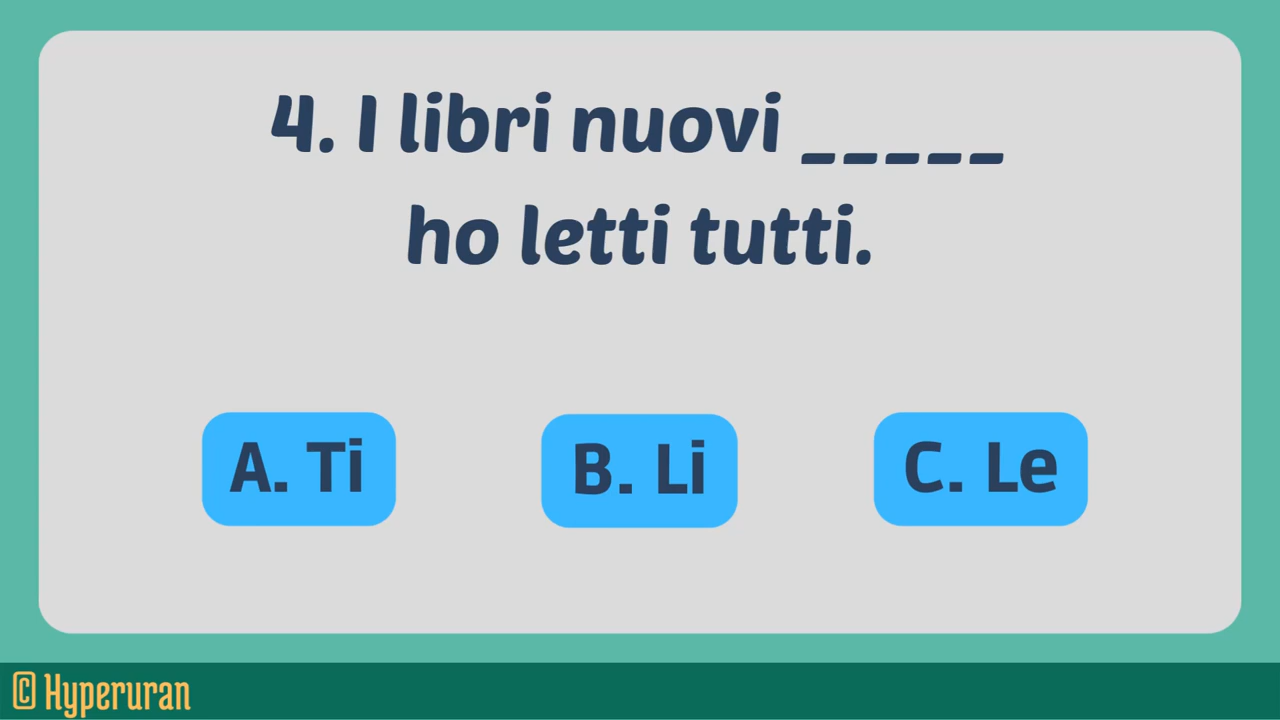 4. I libri nuovi _____
ho letti tutti.
A. Ti
B. Li
C. Le
© Hyperuran